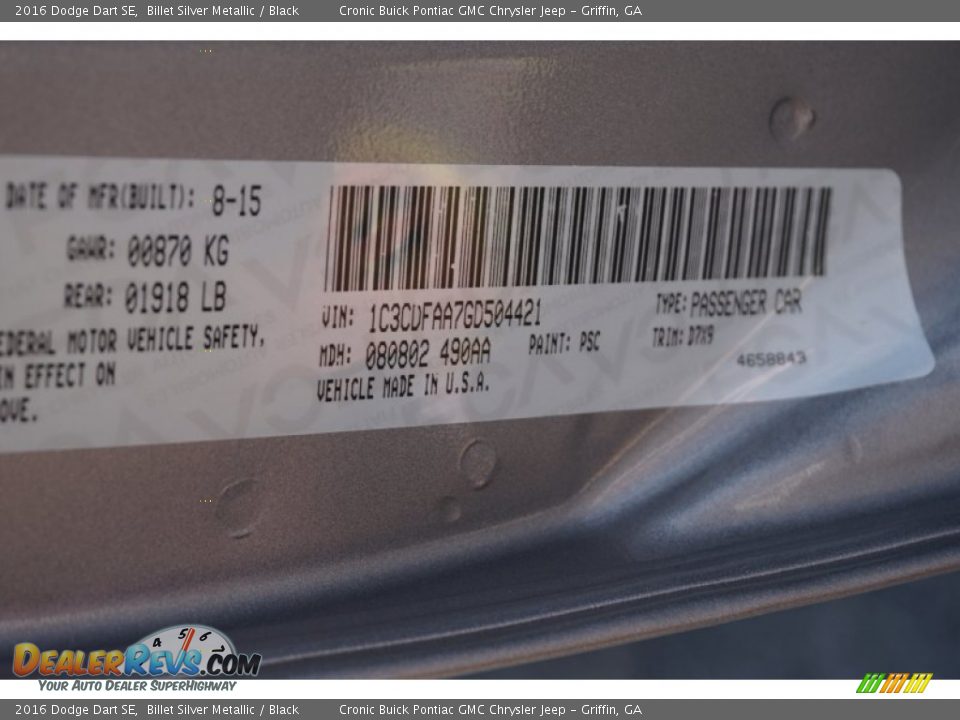 2016 Dodge Dart SE, Billet Silver Metallic / Black Cronic Buick Pontiac GMC Chrysler Jeep - Griffin, GA
DATE OF MFR(BUILT): 8-15
GAWR: 00870 KG
REAR: 01918 LB
EDERAL MOTOR VEHICLE SAFETY,
IN EFFECT ON
OVE.
VIN: 1C3CDFAA7GD504421
TYPE: PASSENGER CAR
MDH: 080802 490AA PAINT: PSC
TRIM: D7X9
VEHICLE MADE IN U.S.A.
4658843
4 5 6
DEALERREVS.COM
YOUR AUTO DEALER SUPERHIGHWAY
2016 Dodge Dart SE, Billet Silver Metallic / Black Cronic Buick Pontiac GMC Chrysler Jeep - Griffin, GA